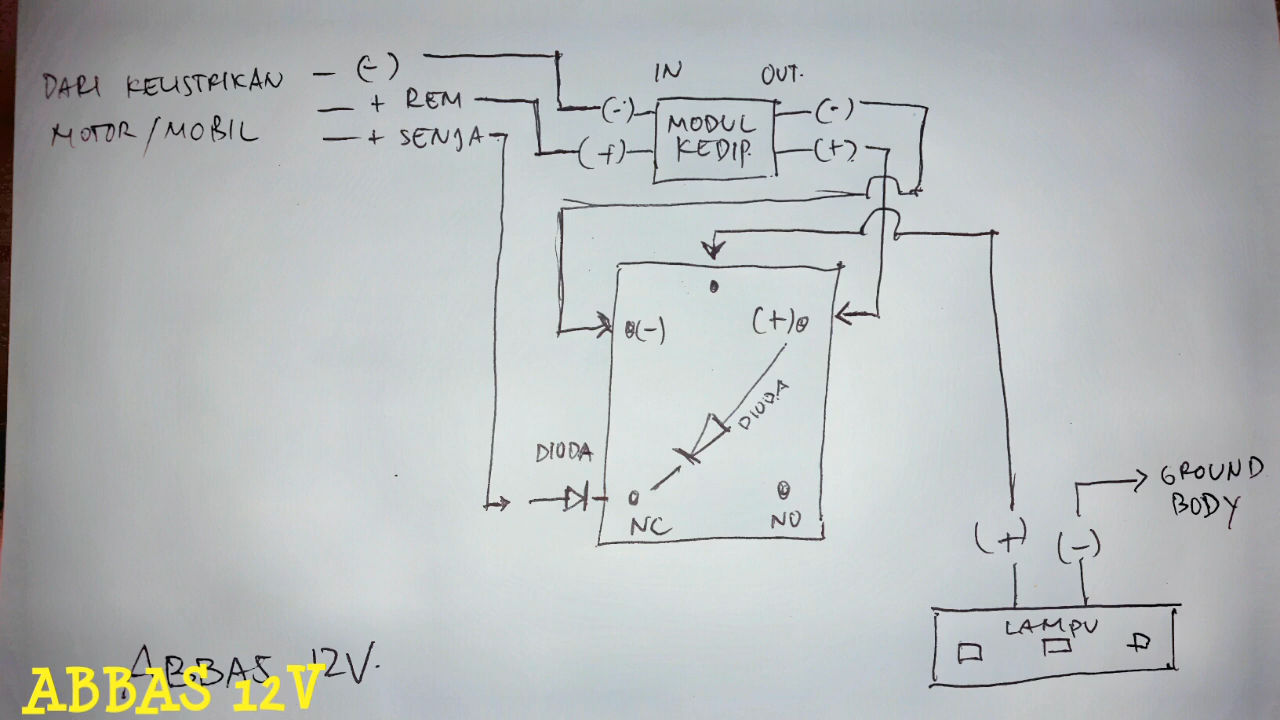 DARI KELISTRIKAN
MOTOR/MOBIL
- (-)
- + REM
- + SENJA
IN
OUT.
(-)
(+)
MODUL
KEDIP.
(-)
(+)
(-)
(+)
DIODA
DIODA
NC
NO
GROUND
BODY
(+)
(-)
LAMPU
ABBAS 12V.
ABBAS 12V